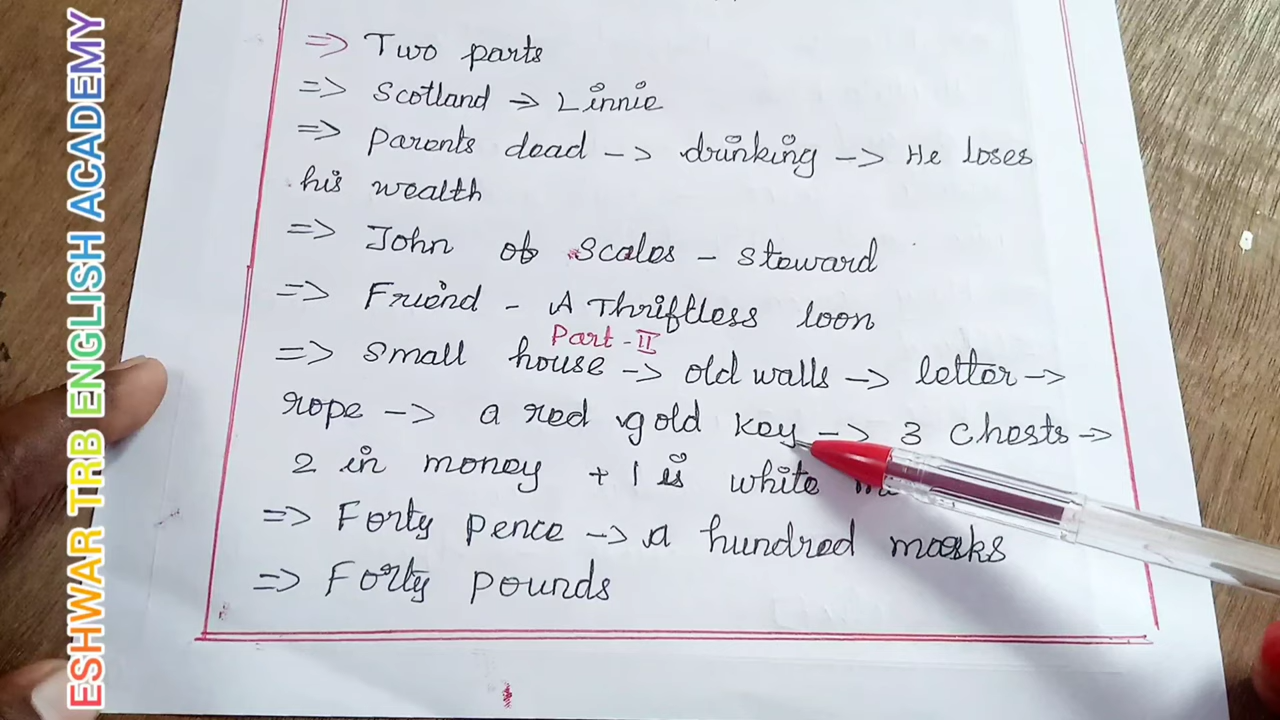 ESHWAR TRB ENGLISH ACADEMY
=> Two parts
=> Scotland -> Linnie
=> Parents dead -> drinking -> He loses
his wealth
=> John of Scales - Steward
=> Friend - A Thriftless loon
Part - II
=> Small house -> old walls -> letter ->
rope -> a red gold key -> 3 chests ->
2 in money + 1 is white
=> Forty pence -> a hundred marks
=> Forty pounds